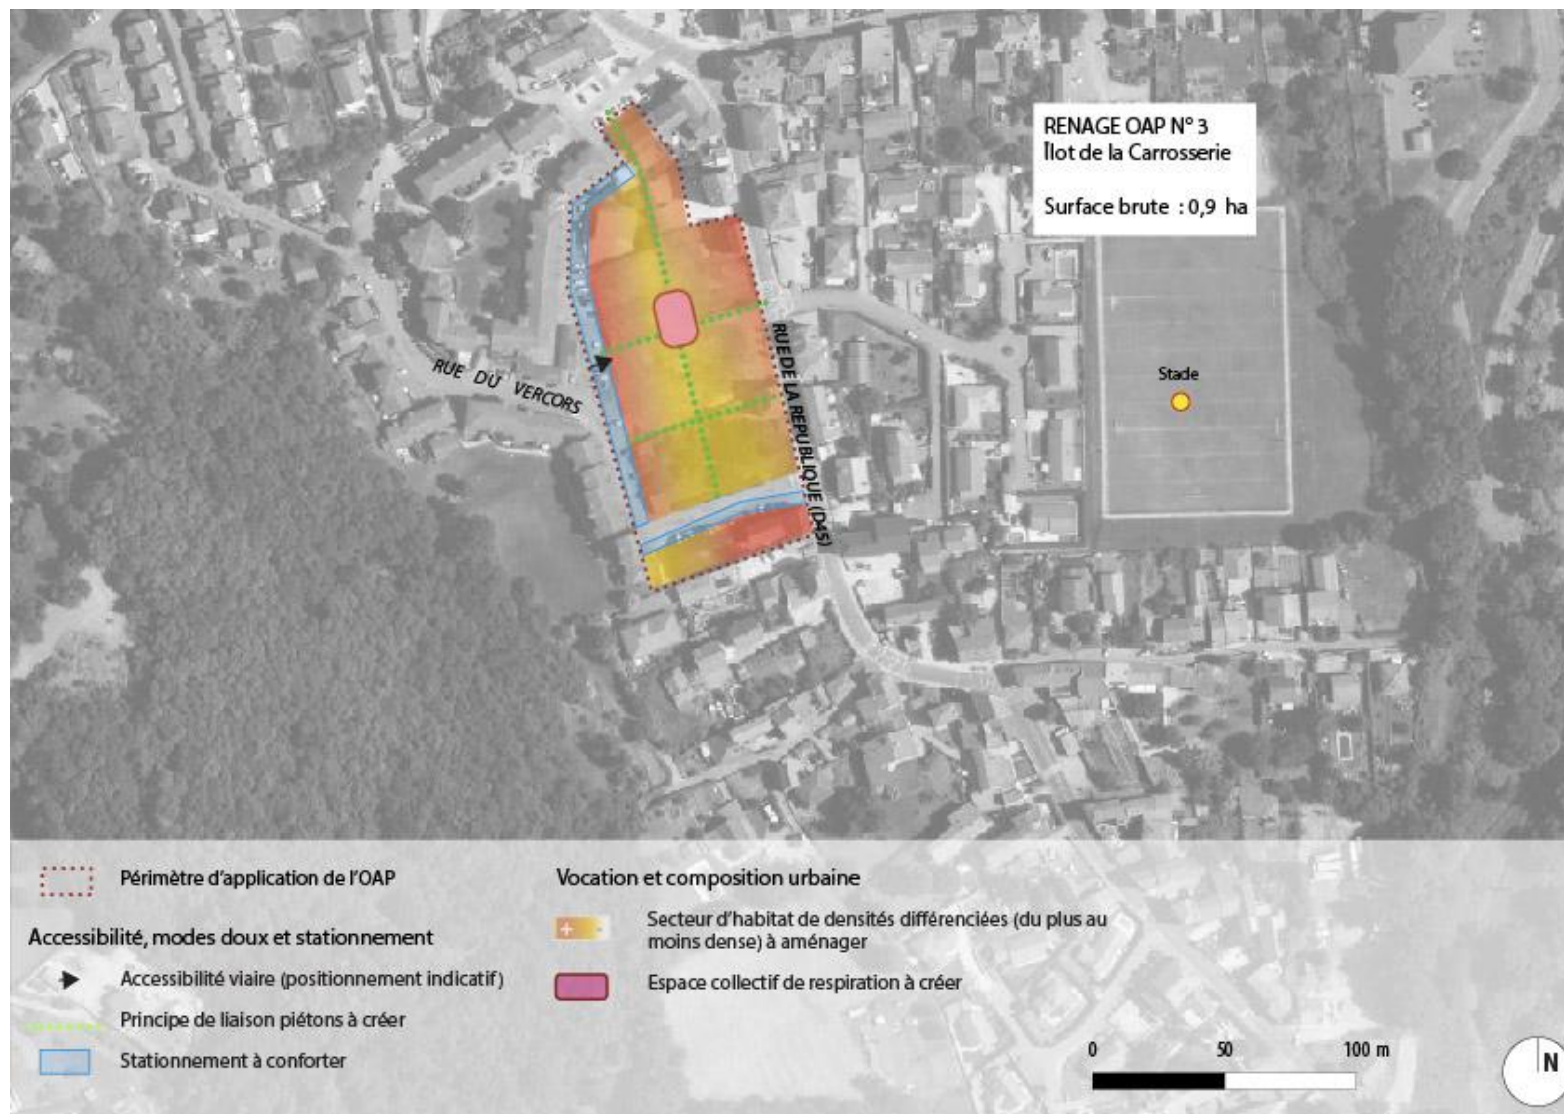 RENAGE OAP N° 3
Îlot de la Carrosserie
Surface brute : 0,9 ha
Stade
RUE DU VERCORS
RUE DE LA REPUBLIQUE (D45)
Périmètre d'application de l'OAP
Accessibilité, modes doux et stationnement
Accessibilité viaire (positionnement indicatif)
Principe de liaison piétons à créer
Stationnement à conforter
Vocation et composition urbaine
+ -
Secteur d'habitat de densités différenciées (du plus au
moins dense) à aménager
Espace collectif de respiration à créer
0 50 100 m
N